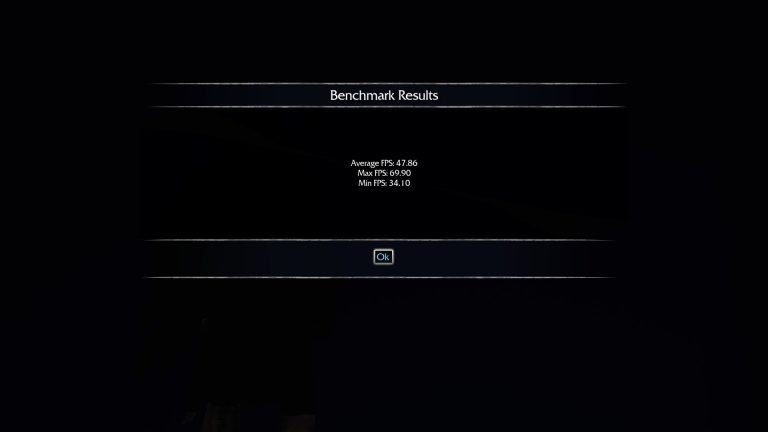 Benchmark Results
Average FPS: 47.86
Max FPS: 69.90
Min FPS: 34.10
Ok